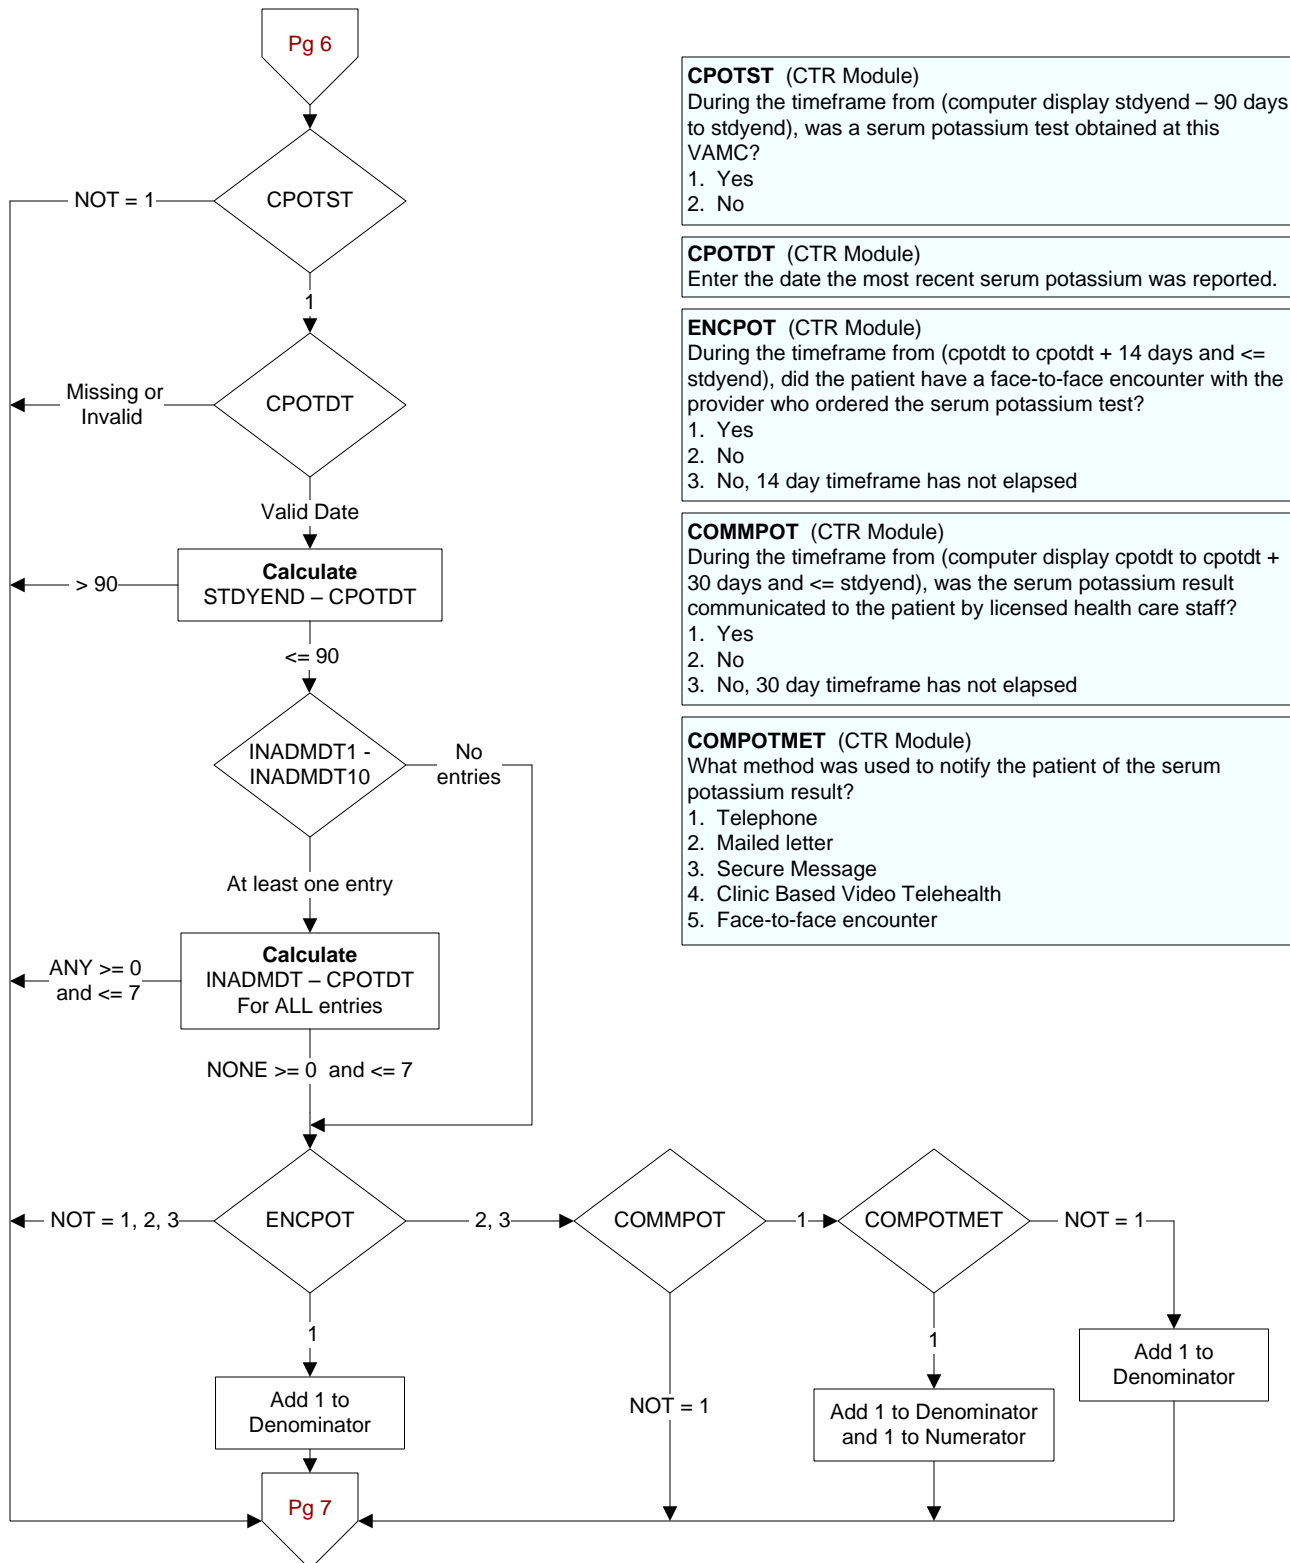 Pg 6
CPOTST
NOT = 1
1
CPOTDT
Missing or
Invalid
Valid Date
Calculate
STDYEND – CPOTDT
> 90
<= 90
INADMDT1 -
INADMDT10
No
entries
At least one entry
Calculate
INADMDT – CPOTDT
For ALL entries
ANY >= 0
and <= 7
NONE >= 0 and <= 7
ENCPOT
NOT = 1, 2, 3
2, 3
COMMPOT
1
COMPOTMET
NOT = 1
1
Add 1 to
Denominator
NOT = 1
1
Add 1 to Denominator
and 1 to Numerator
Add 1 to
Denominator
Pg 7
CPOTST (CTR Module)
During the timeframe from (computer display stdyend – 90 days
to stdyend), was a serum potassium test obtained at this
VAMC?
1. Yes
2. No
CPOTDT (CTR Module)
Enter the date the most recent serum potassium was reported.
ENCPOT (CTR Module)
During the timeframe from (cpotdt to cpotdt + 14 days and <=
stdyend), did the patient have a face-to-face encounter with the
provider who ordered the serum potassium test?
1. Yes
2. No
3. No, 14 day timeframe has not elapsed
COMMPOT (CTR Module)
During the timeframe from (computer display cpotdt to cpotdt +
30 days and <= stdyend), was the serum potassium result
communicated to the patient by licensed health care staff?
1. Yes
2. No
3. No, 30 day timeframe has not elapsed
COMPOTMET (CTR Module)
What method was used to notify the patient of the serum
potassium result?
1. Telephone
2. Mailed letter
3. Secure Message
4. Clinic Based Video Telehealth
5. Face-to-face encounter